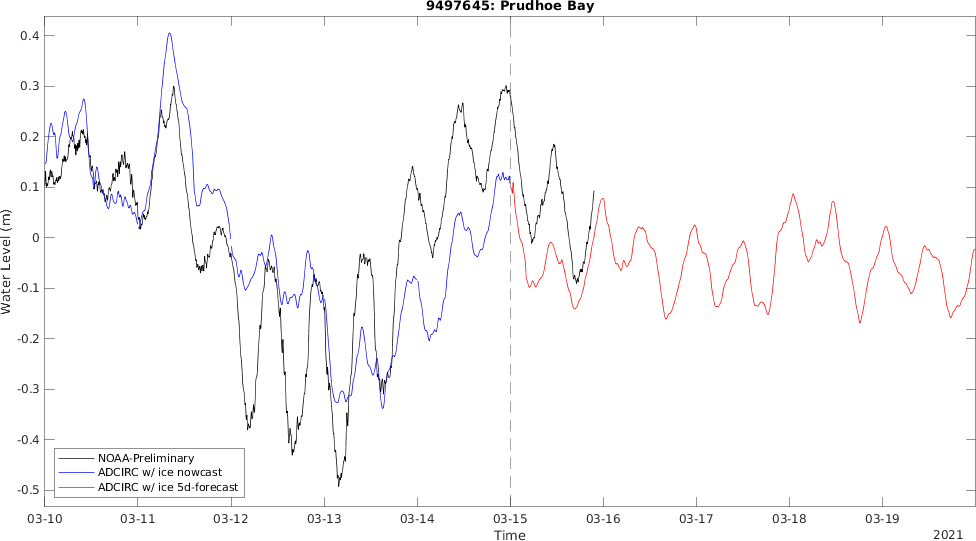 9497645: Prudhoe Bay
Water Level (m)
0.4
0.3
0.2
0.1
0
-0.1
-0.2
-0.3
-0.4
-0.5
NOAA-Preliminary
ADCIRC w/ ice nowcast
ADCIRC w/ ice 5d-forecast
03-10 03-11 03-12 03-13 03-14 03-15 03-16 03-17 03-18 03-19
Time
2021